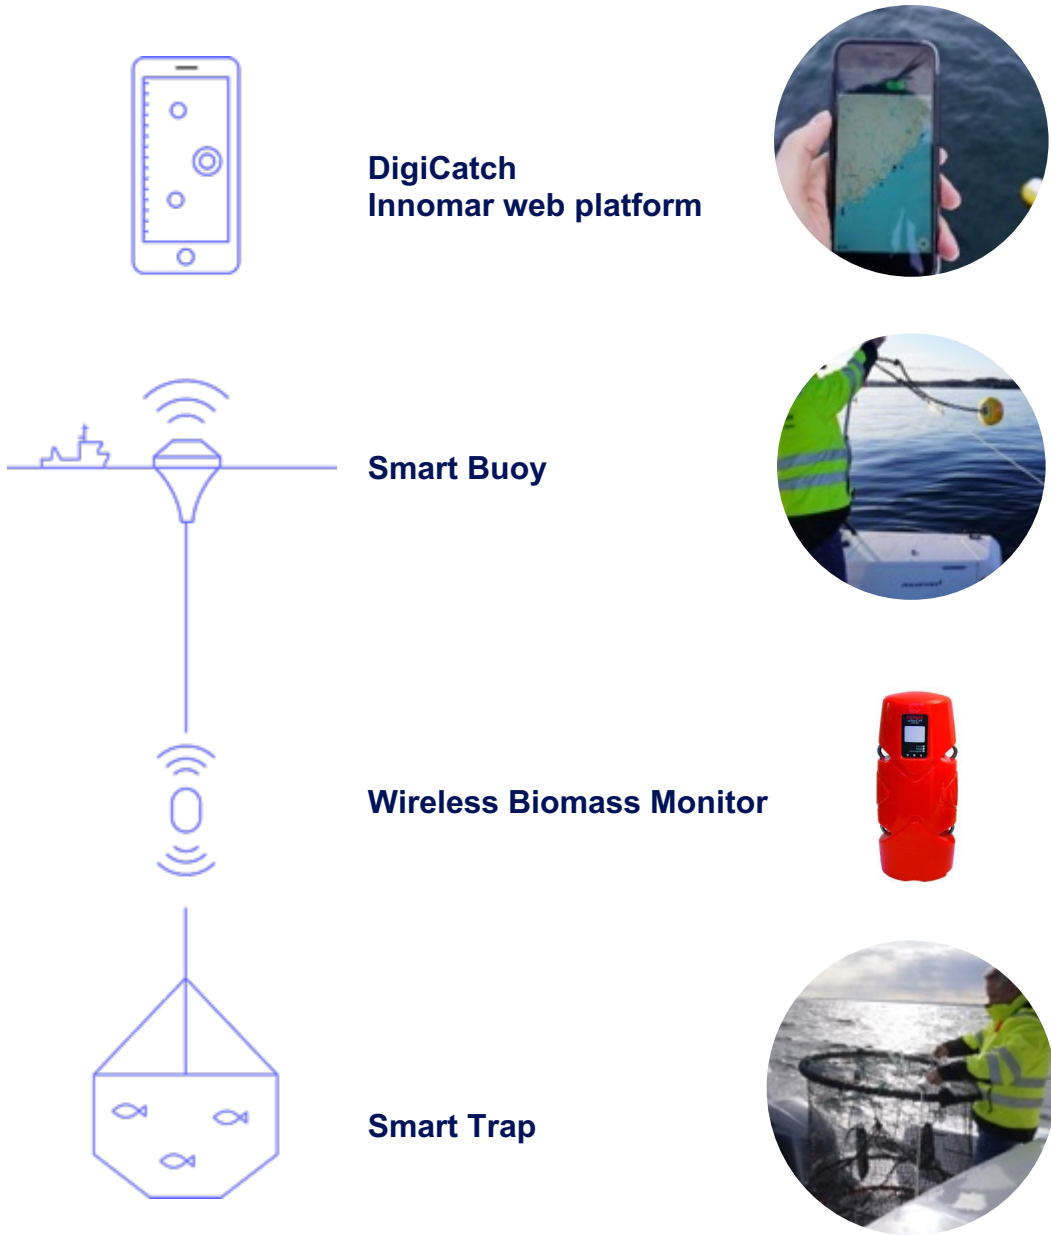 DigiCatch
Innomar web platform
Smart Buoy
Wireless Biomass Monitor
Smart Trap